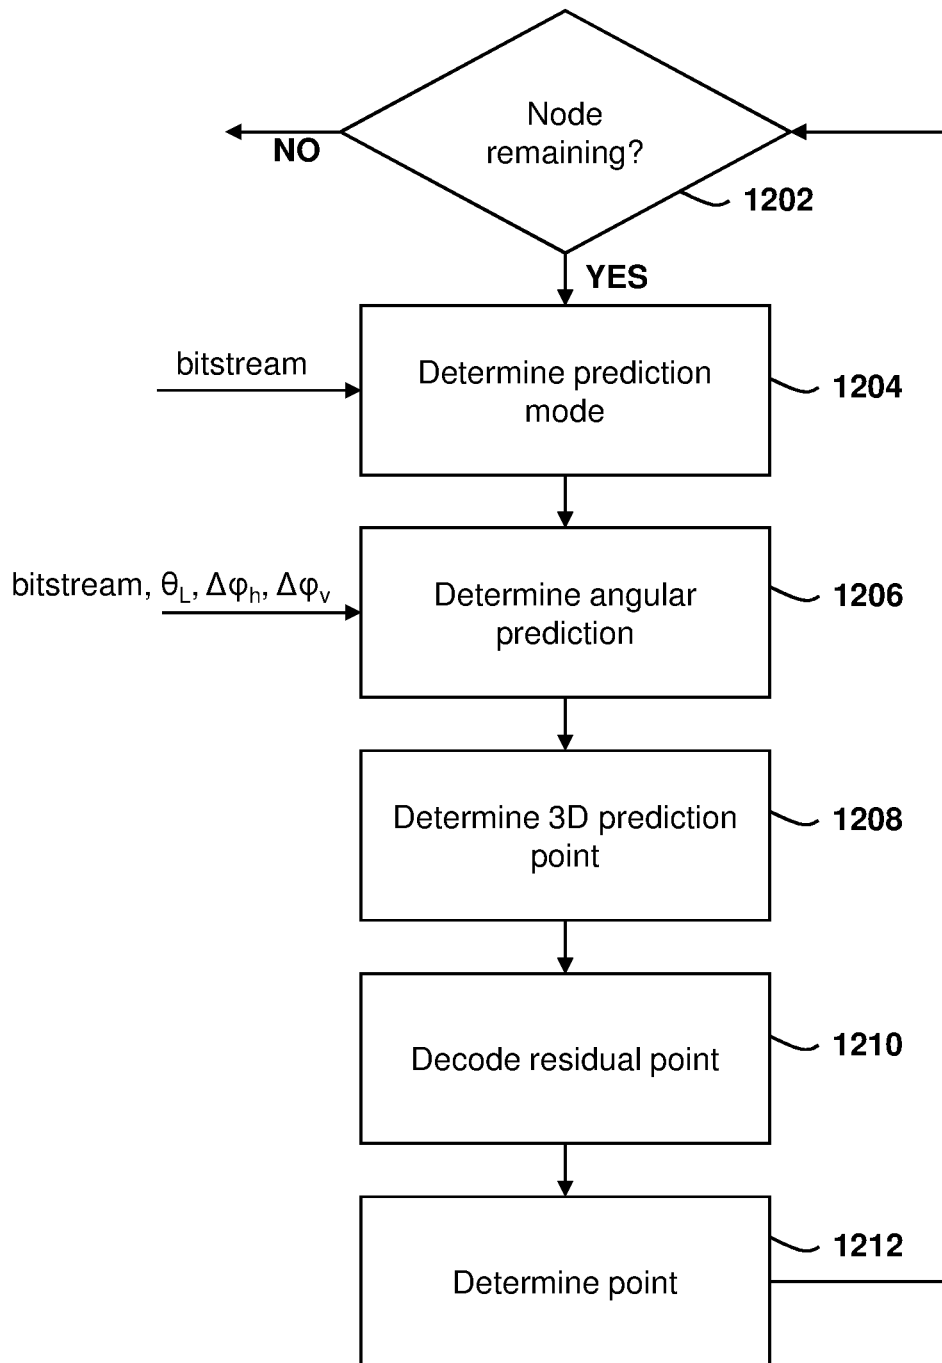 Node
remaining?
NO
1202
YES
bitstream
Determine prediction
mode
1204
bitstream, θL, Δφh, Δφv
Determine angular
prediction
1206
Determine 3D prediction
point
1208
Decode residual point
1210
Determine point
1212